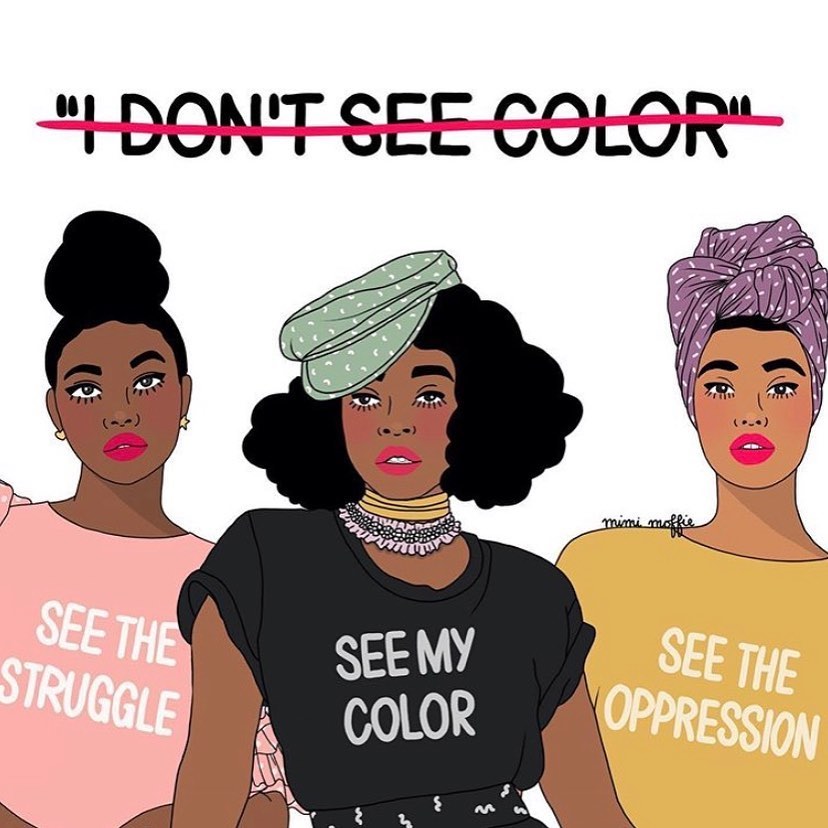 "I DON'T SEE COLOR"
mimi moffie
SEE THE
STRUGGLE
SEE MY
COLOR
SEE THE
OPPRESSION